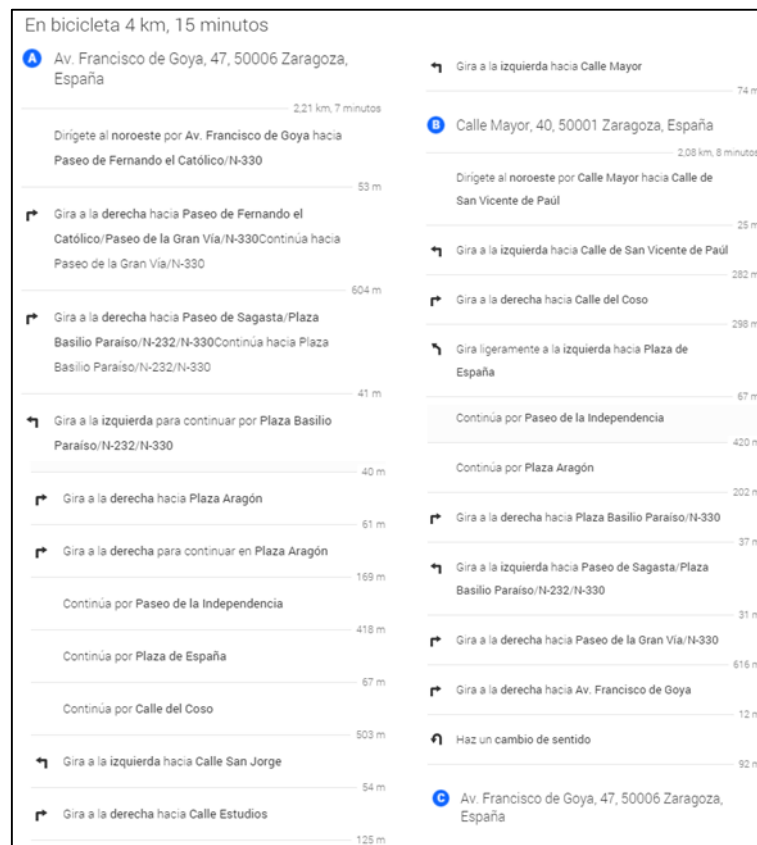 En bicicleta 4 km, 15 minutos
A
Av. Francisco de Goya, 47, 50006 Zaragoza,
España
2,21 km, 7 minutos
Dirígete al noroeste por Av. Francisco de Goya hacia
Paseo de Fernando el Católico/N-330
53 m
Gira a la derecha hacia Paseo de Fernando el
Católico/Paseo de la Gran Vía/N-330Continúa hacia
Paseo de la Gran Vía/N-330
604 m
Gira a la derecha hacia Paseo de Sagasta/Plaza
Basilio Paraíso/N-232/N-330Continúa hacia Plaza
Basilio Paraíso/N-232/N-330
41 m
Gira a la izquierda para continuar por Plaza Basilio
Paraíso/N-232/N-330
40 m
Gira a la derecha hacia Plaza Aragón
61 m
Gira a la derecha para continuar en Plaza Aragón
169 m
Continúa por Paseo de la Independencia
418 m
Continúa por Plaza de España
67 m
Continúa por Calle del Coso
503 m
Gira a la izquierda hacia Calle San Jorge
54 m
Gira a la derecha hacia Calle Estudios
125 m
Gira a la izquierda hacia Calle Mayor
74 m
B
Calle Mayor, 40, 50001 Zaragoza, España
2,08 km, 8 minutos
Dirígete al noroeste por Calle Mayor hacia Calle de
San Vicente de Paúl
25 m
Gira a la izquierda hacia Calle de San Vicente de Paúl
282 m
Gira a la derecha hacia Calle del Coso
298 m
Gira ligeramente a la izquierda hacia Plaza de
España
67 m
Continúa por Paseo de la Independencia
420 m
Continúa por Plaza Aragón
202 m
Gira a la derecha hacia Plaza Basilio Paraíso/N-330
37 m
Gira a la izquierda hacia Paseo de Sagasta/Plaza
Basilio Paraíso/N-232/N-330
31 m
Gira a la derecha hacia Paseo de la Gran Vía/N-330
616 m
Gira a la derecha hacia Av. Francisco de Goya
12 m
Haz un cambio de sentido
92 m
C
Av. Francisco de Goya, 47, 50006 Zaragoza,
España